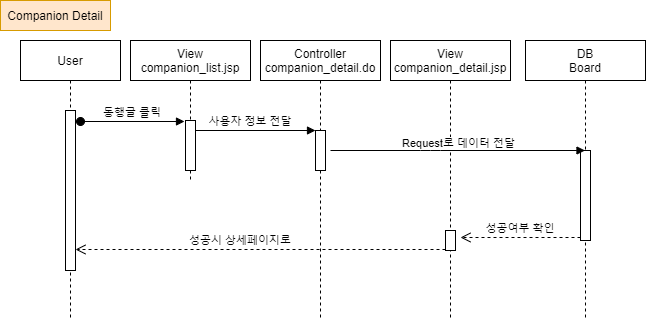 Companion Detail
User
View
companion_list.jsp
Controller
companion_detail.do
View
companion_detail.jsp
DB
Board
동행글 클릭
사용자 정보 전달
Request로 데이터 전달
성공여부 확인
성공시 상세페이지로